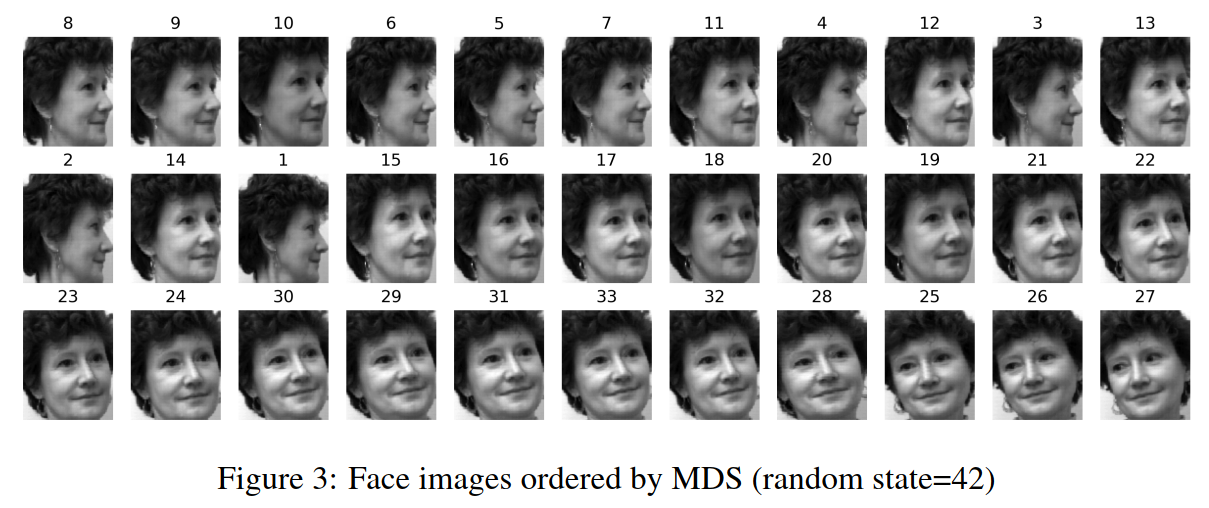 8 9 10 6 5 7 11 4 12 3 13
2 14 1 15 16 17 18 20 19 21 22
23 24 30 29 31 33 32 28 25 26 27
Figure 3: Face images ordered by MDS (random state=42)